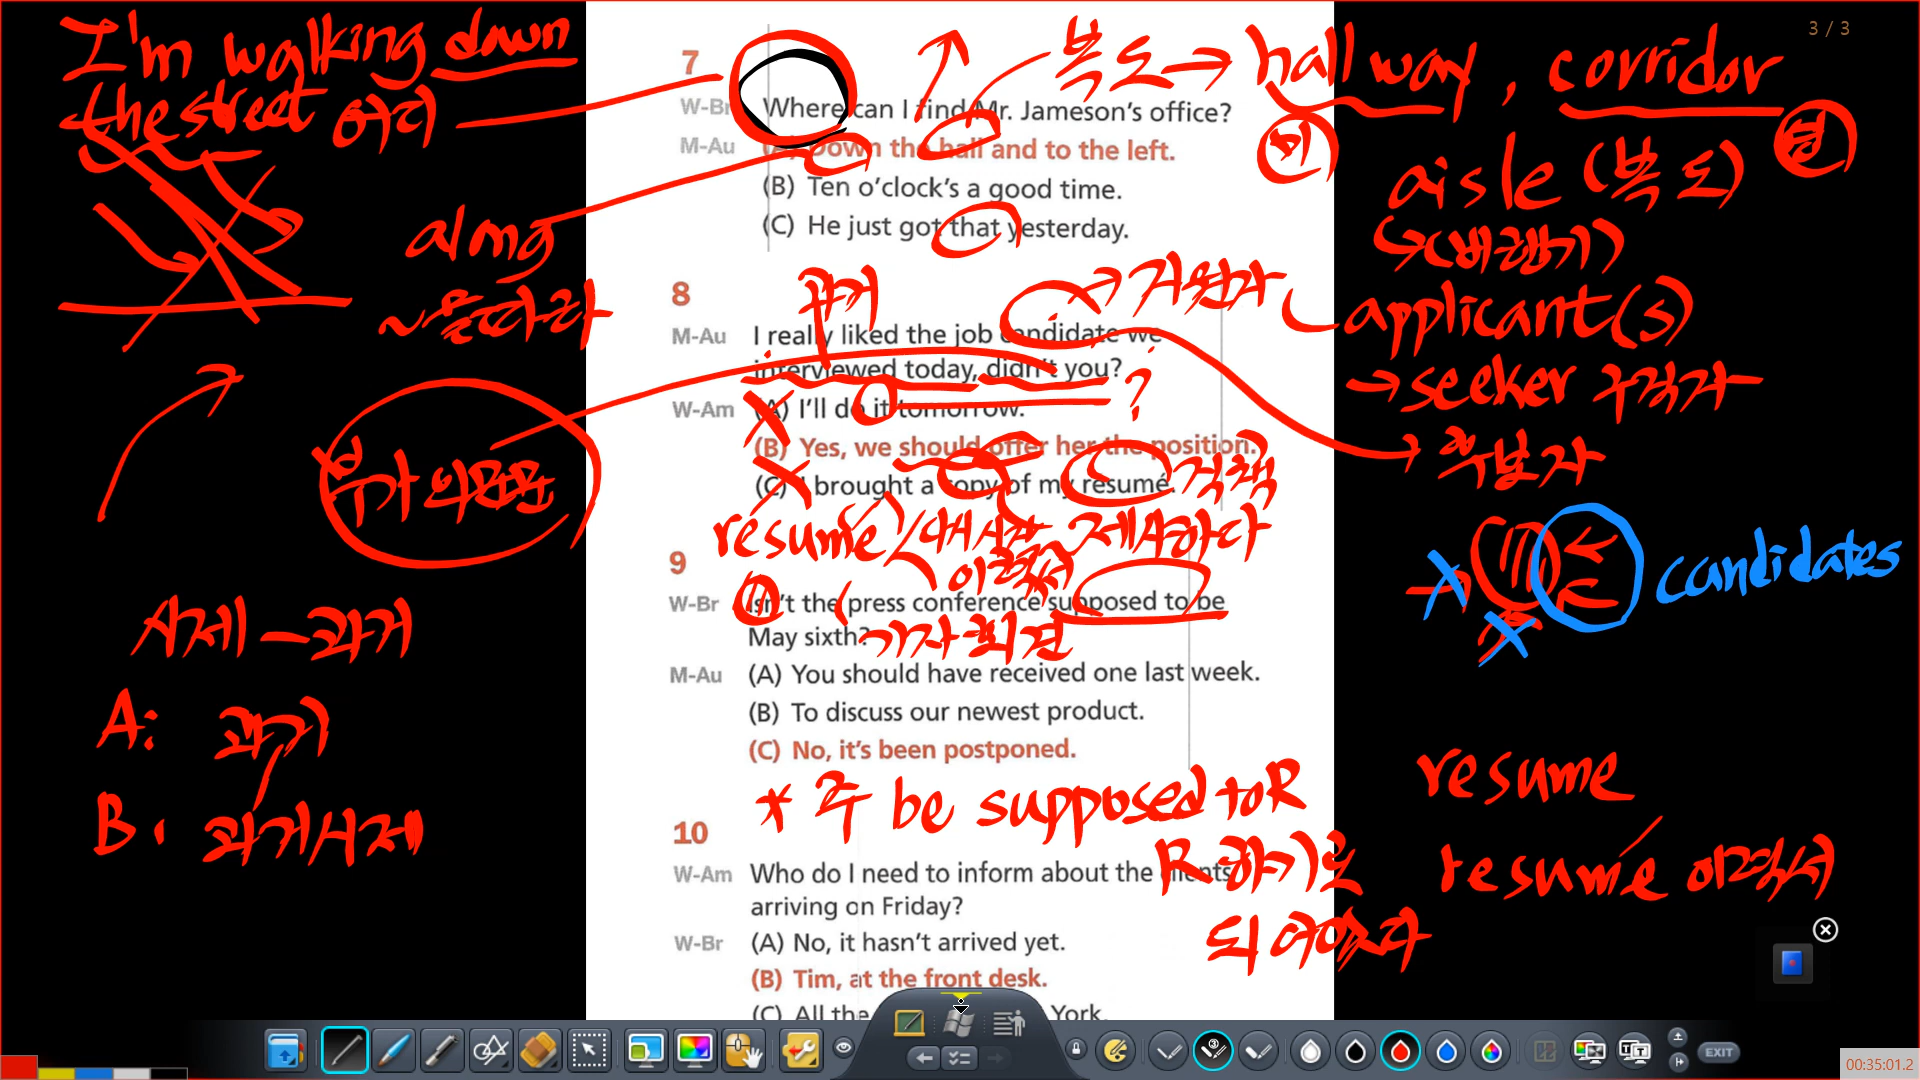 3 / 3
I'm walking down
the street 어디
along
~을 따라
부가 의문문
시제 - 과거
A: 과거
B: 과거시제
7
W-Br Where can I find Mr. Jameson's office?
M-Au (A) Down the hall and to the left.
(B) Ten o'clock's a good time.
(C) He just got that yesterday.
8
과거
M-Au I really liked the job candidate we
interviewed today, didn't you?
?
W-Am (A) I'll do it tomorrow.
(B) Yes, we should offer her the position.
(C) I brought a copy of my resumé.
직책
resumé
이력서
제시하다
9
W-Br Isn't the press conference supposed to be
May sixth?
기자회견
M-Au (A) You should have received one last week.
(B) To discuss our newest product.
(C) No, it's been postponed.
* 주 be supposed to R
R 하기로
되어있다
10
W-Am Who do I need to inform about the clients
arriving on Friday?
W-Br (A) No, it hasn't arrived yet.
(B) Tim, at the front desk.
(C) All the
York.
복도 → hallway, corridor
미
영
aisle (복도)
(비행기)
지원자
applicant(s)
→ seeker 구직자
→ 후보자
candidates
resume
resumé 이력서
EXIT
00:35:01.2